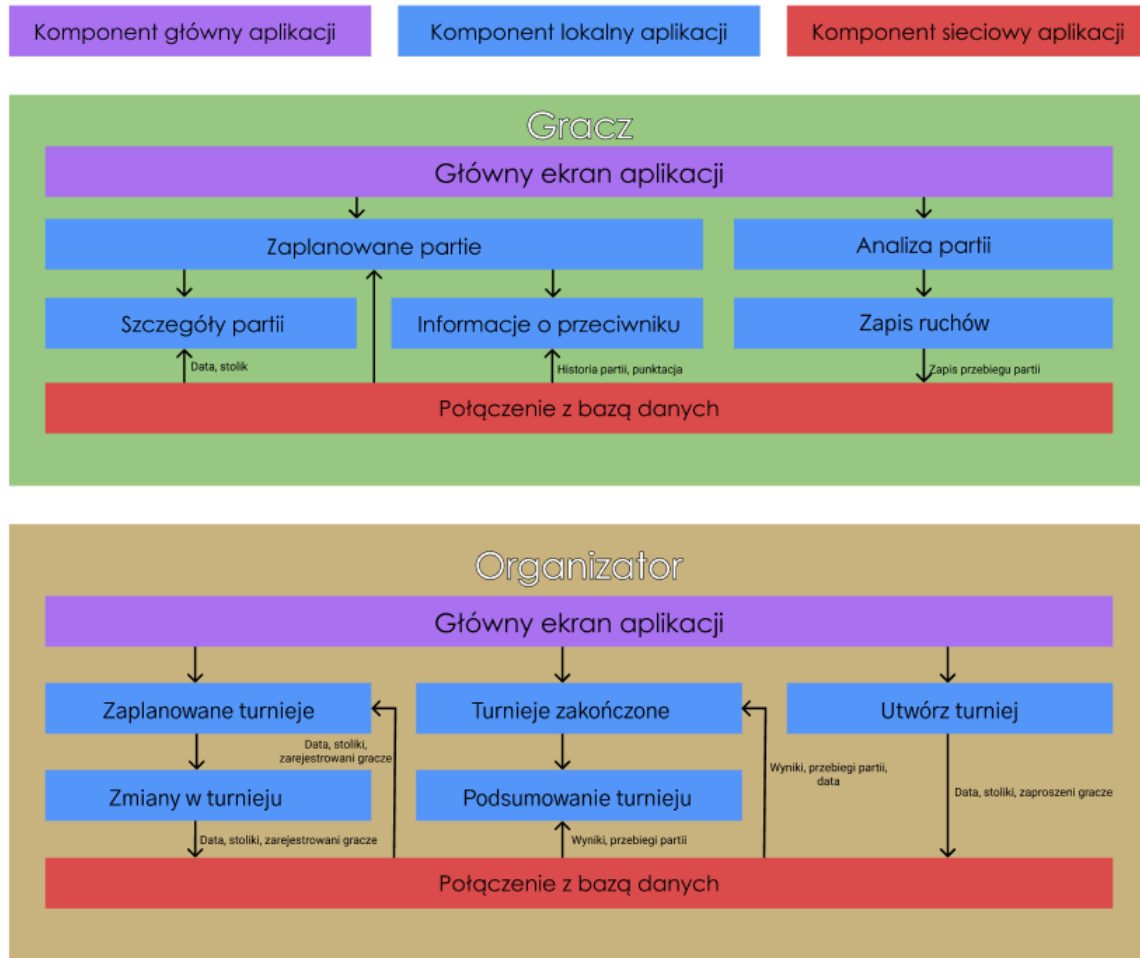 Komponent główny aplikacji
Komponent lokalny aplikacji
Komponent sieciowy aplikacji
Gracz
Główny ekran aplikacji
Zaplanowane partie
Analiza partii
Szczegóły partii
Informacje o przeciwniku
Zapis ruchów
Data, stolik
Historia partii, punktacja
Zapis przebiegu partii
Połączenie z bazą danych
Organizator
Główny ekran aplikacji
Zaplanowane turnieje
Turnieje zakończone
Utwórz turniej
Data, stoliki,
zarejestrowani gracze
Wyniki, przebiegi partii,
data
Zmiany w turnieju
Podsumowanie turnieju
Data, stoliki, zaproszeni gracze
Data, stoliki, zarejestrowani gracze
Wyniki, przebiegi partii
Połączenie z bazą danych